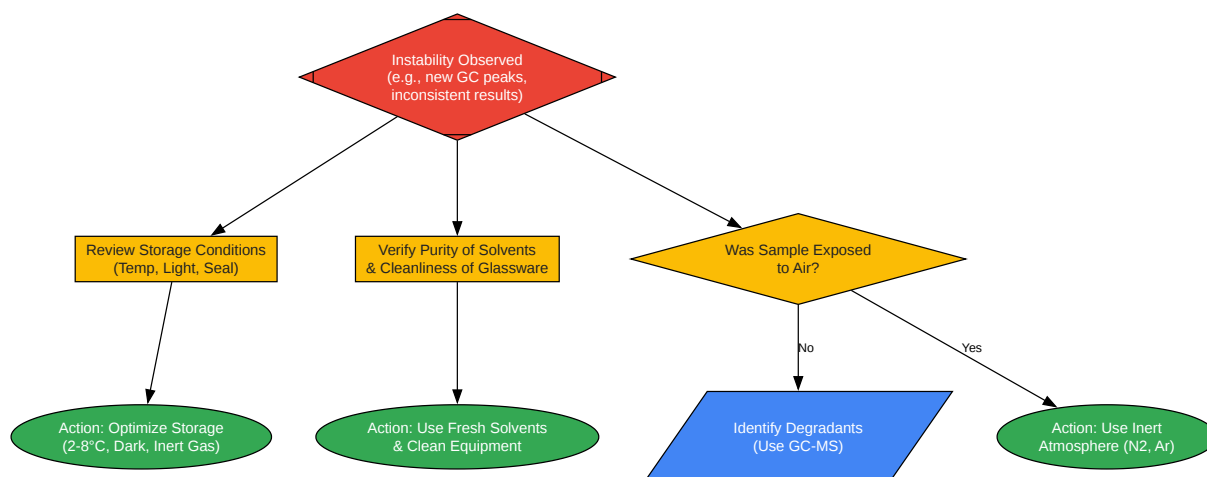 Instability Observed
(e.g., new GC peaks,
inconsistent results)
Review Storage Conditions
(Temp, Light, Seal)
Verify Purity of Solvents
& Cleanliness of Glassware
Was Sample Exposed
to Air?
No
Yes
Action: Optimize Storage
(2-8°C, Dark, Inert Gas)
Action: Use Fresh Solvents
& Clean Equipment
Identify Degradants
(Use GC-MS)
Action: Use Inert
Atmosphere (N2, Ar)